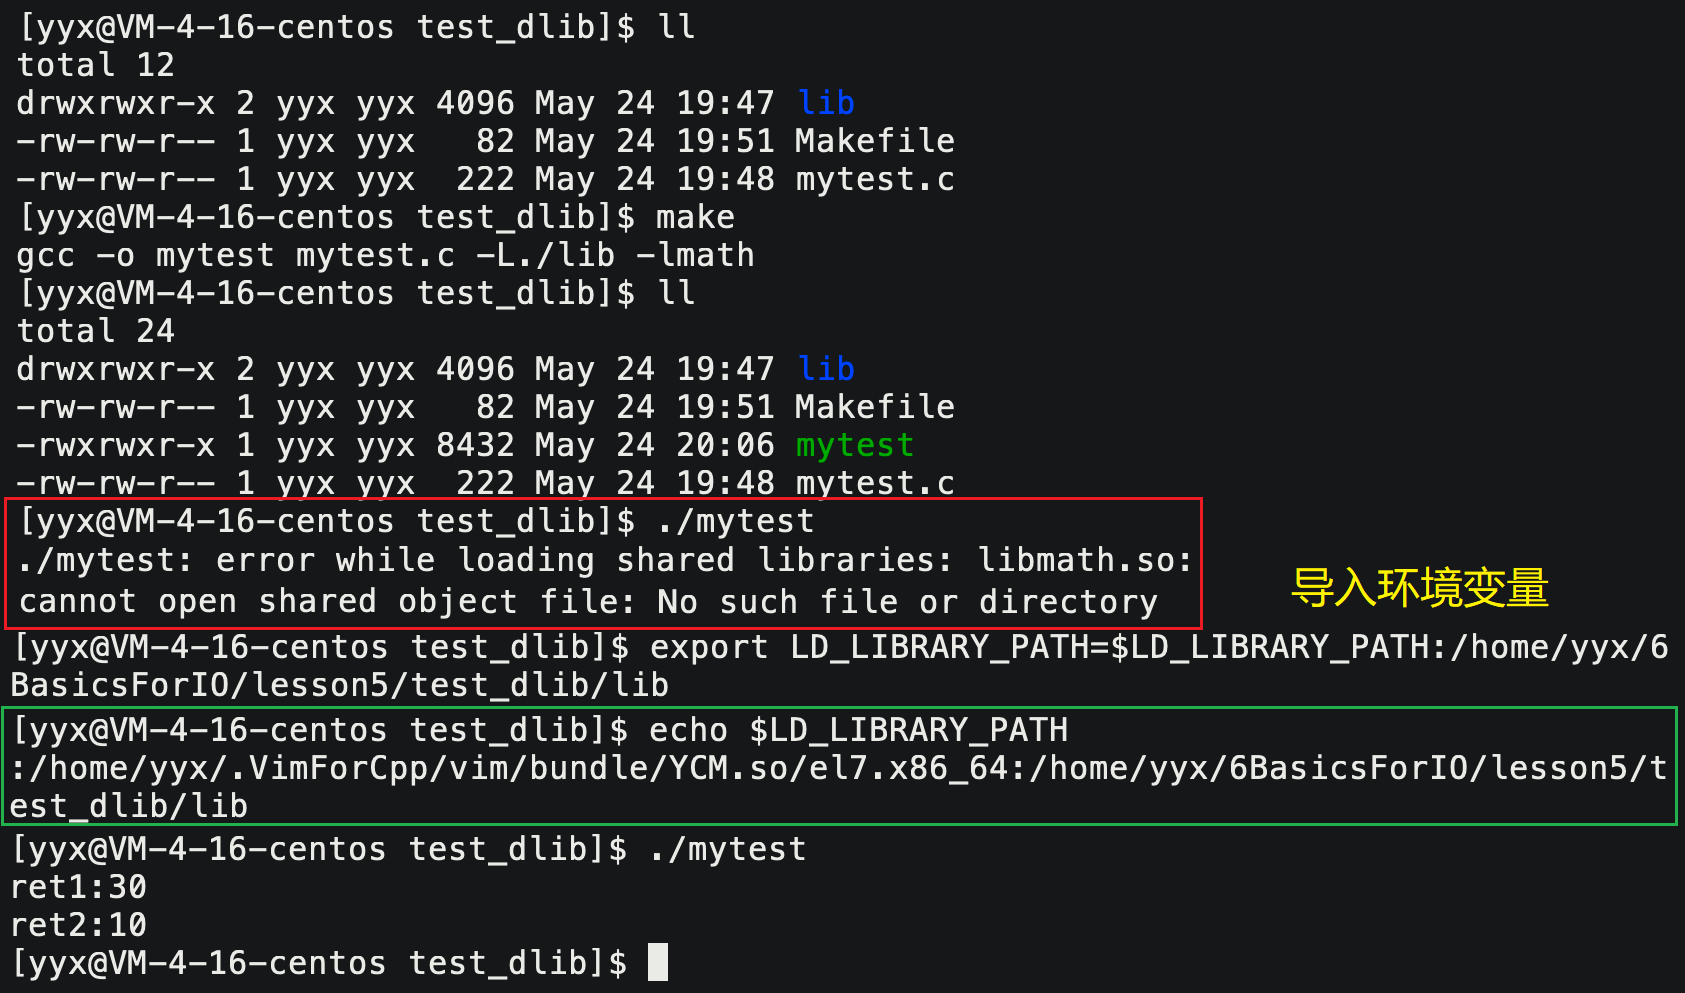 [yyx@VM-4-16-centos test_dlib]$ ll
total 12
drwxrwxr-x 2 yyx yyx 4096 May 24 19:47 lib
-rw-rw-r-- 1 yyx yyx   82 May 24 19:51 Makefile
-rw-rw-r-- 1 yyx yyx  222 May 24 19:48 mytest.c
[yyx@VM-4-16-centos test_dlib]$ make
gcc -o mytest mytest.c -L./lib -lmath
[yyx@VM-4-16-centos test_dlib]$ ll
total 24
drwxrwxr-x 2 yyx yyx 4096 May 24 19:47 lib
-rw-rw-r-- 1 yyx yyx   82 May 24 19:51 Makefile
-rwxrwxr-x 1 yyx yyx 8432 May 24 20:06 mytest
-rw-rw-r-- 1 yyx yyx  222 May 24 19:48 mytest.c
[yyx@VM-4-16-centos test_dlib]$ ./mytest
./mytest: error while loading shared libraries: libmath.so:
cannot open shared object file: No such file or directory
导入环境变量
[yyx@VM-4-16-centos test_dlib]$ export LD_LIBRARY_PATH=$LD_LIBRARY_PATH:/home/yyx/6
BasicsForIO/lesson5/test_dlib/lib
[yyx@VM-4-16-centos test_dlib]$ echo $LD_LIBRARY_PATH
:/home/yyx/.VimForCpp/vim/bundle/YCM.so/el7.x86_64:/home/yyx/6BasicsForIO/lesson5/t
est_dlib/lib
[yyx@VM-4-16-centos test_dlib]$ ./mytest
ret1:30
ret2:10
[yyx@VM-4-16-centos test_dlib]$